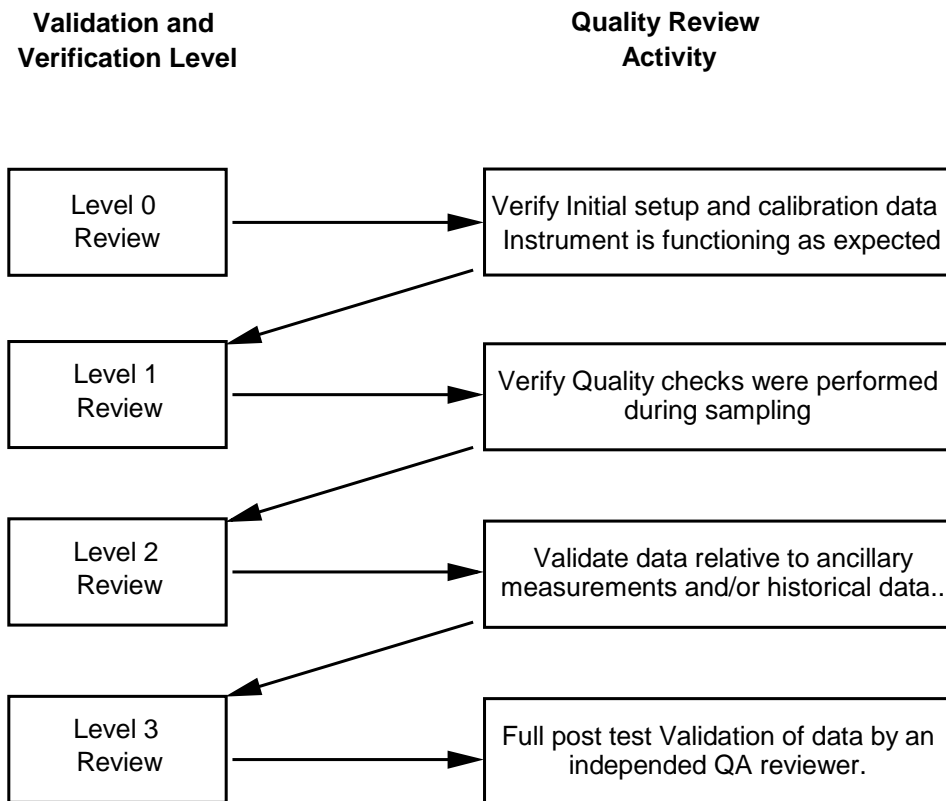 Validation and
Verification Level
Quality Review
Activity
Level 0
Review
Verify Initial setup and calibration data
Instrument is functioning as expected
Level 1
Review
Verify Quality checks were performed
during sampling
Level 2
Review
Validate data relative to ancillary
measurements and/or historical data..
Level 3
Review
Full post test Validation of data by an
independed QA reviewer.